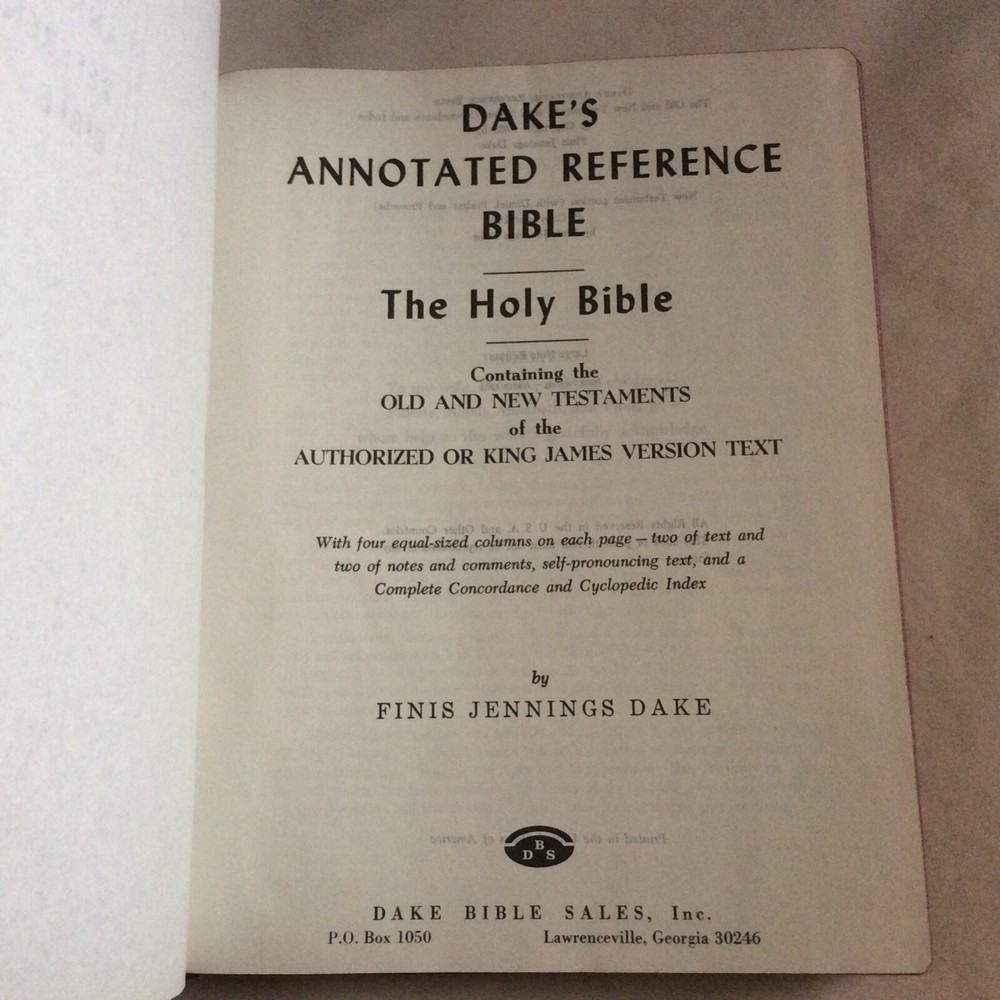 DAKE'S
ANNOTATED REFERENCE
BIBLE
The Holy Bible
Containing the
OLD AND NEW TESTAMENTS
of the
AUTHORIZED OR KING JAMES VERSION TEXT
With four equal-sized columns on each page — two of text and
two of notes and comments, self-pronouncing text, and a
Complete Concordance and Cyclopedic Index
by
FINIS JENNINGS DAKE
DBS
DAKE BIBLE SALES, Inc.
P.O. Box 1050 Lawrenceville, Georgia 30246